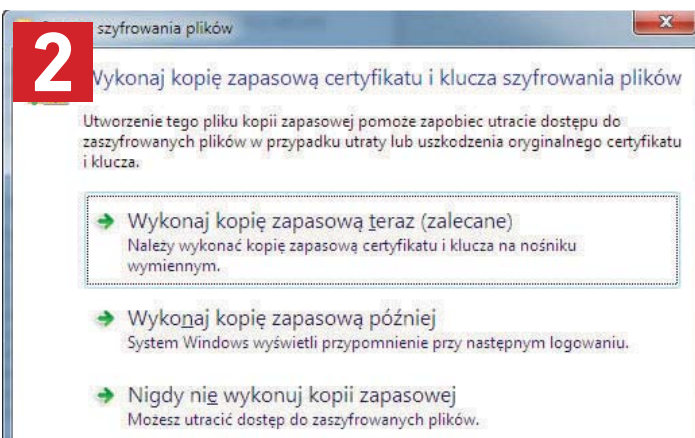 szyfrowania plików
2
Wykonaj kopię zapasową certyfikatu i klucza szyfrowania plików
Utworzenie tego pliku kopii zapasowej pomoże zapobiec utracie dostępu do
zaszyfrowanych plików w przypadku utraty lub uszkodzenia oryginalnego certyfikatu
i klucza.
Wykonaj kopię zapasową teraz (zalecane)
Należy wykonać kopię zapasową certyfikatu i klucza na nośniku
wymiennym.
Wykonaj kopię zapasową później
System Windows wyświetli przypomnienie przy następnym logowaniu.
Nigdy nie wykonuj kopii zapasowej
Możesz utracić dostęp do zaszyfrowanych plików.